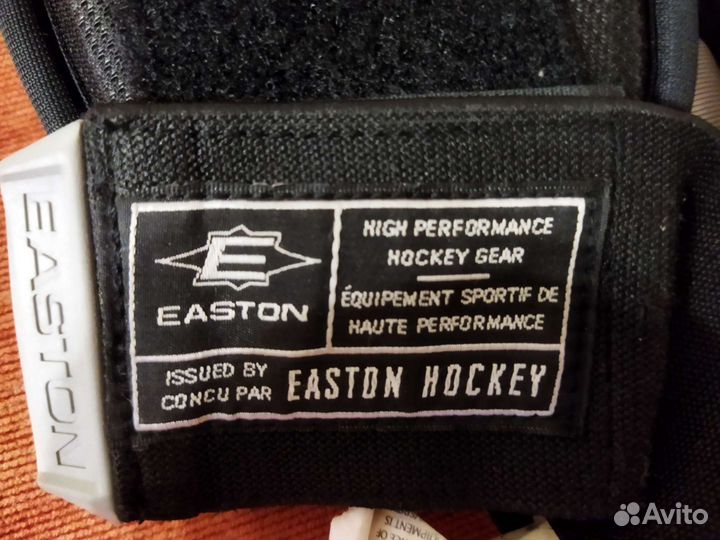 EASTON
E
EASTON
HIGH PERFORMANCE
HOCKEY GEAR
ÉQUIPEMENT SPORTIF DE
HAUTE PERFORMANCE
ISSUED BY
CONCU PAR
EASTON HOCKEY
Avito